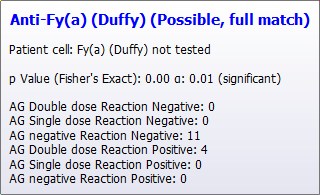 Anti-Fy(a) (Duffy) (Possible, full match)
Patient cell: Fy(a) (Duffy) not tested
p Value (Fisher's Exact): 0.00 α: 0.01 (significant)
AG Double dose Reaction Negative: 0
AG Single dose Reaction Negative: 0
AG negative Reaction Negative: 11
AG Double dose Reaction Positive: 4
AG Single dose Reaction Positive: 0
AG negative Reaction Positive: 0